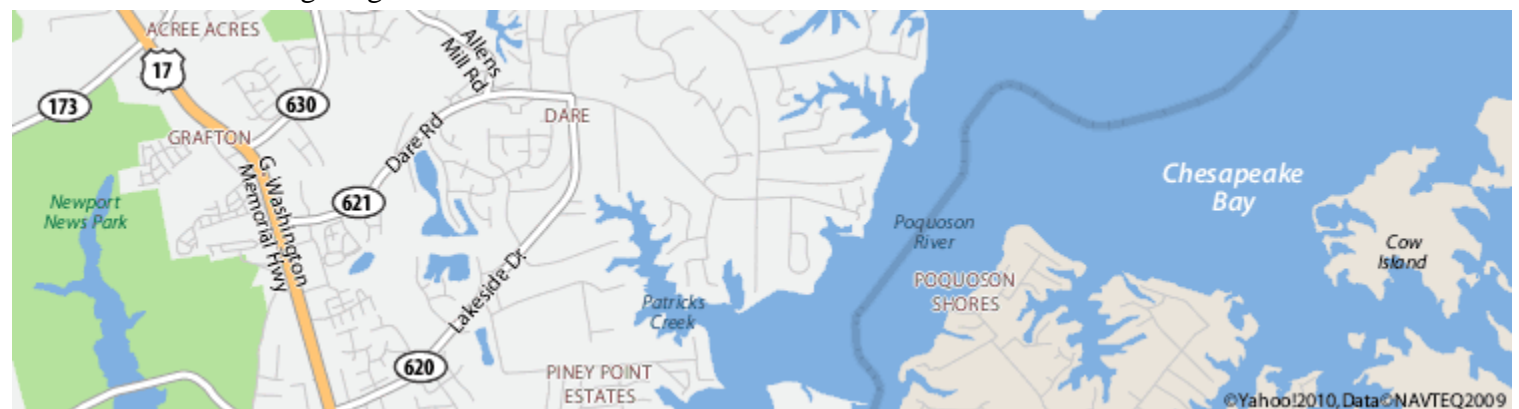 ACREE ACRES
17
173
630
Allens
Mill Rd
DARE
GRAFTON
Dare Rd
G. Washington
Memorial Hwy
Newport
News Park
621
Chesapeake
Bay
Poquoson
River
Cow
Island
POQUOSON
SHORES
Lakeside Dr
Patricks
Creek
620
PINEY POINT
ESTATES
©Yahoo!2010, Data©NAVTEQ2009